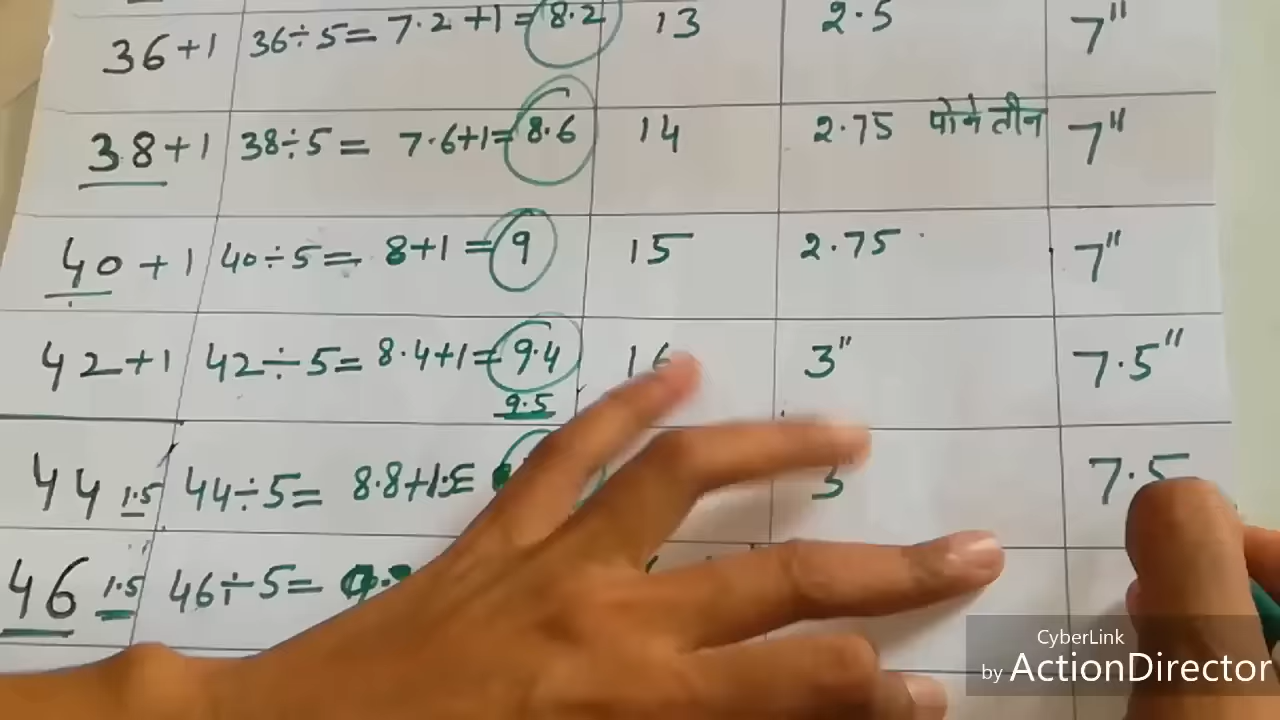 36+1 36÷5= 7.2+1= 8.2 13 2.5 7"
38+1 38÷5= 7.6+1= 8.6 14 2.75 पोने तीन 7"
40+1 40÷5= 8+1= 9 15 2.75 7"
42+1 42÷5= 8.4+1= 9.4 16 3" 7.5"
9.5
44 1.5 44÷5= 8.8+1.5 3 7.5
46 1.5 46÷5=
CyberLink
by ActionDirector